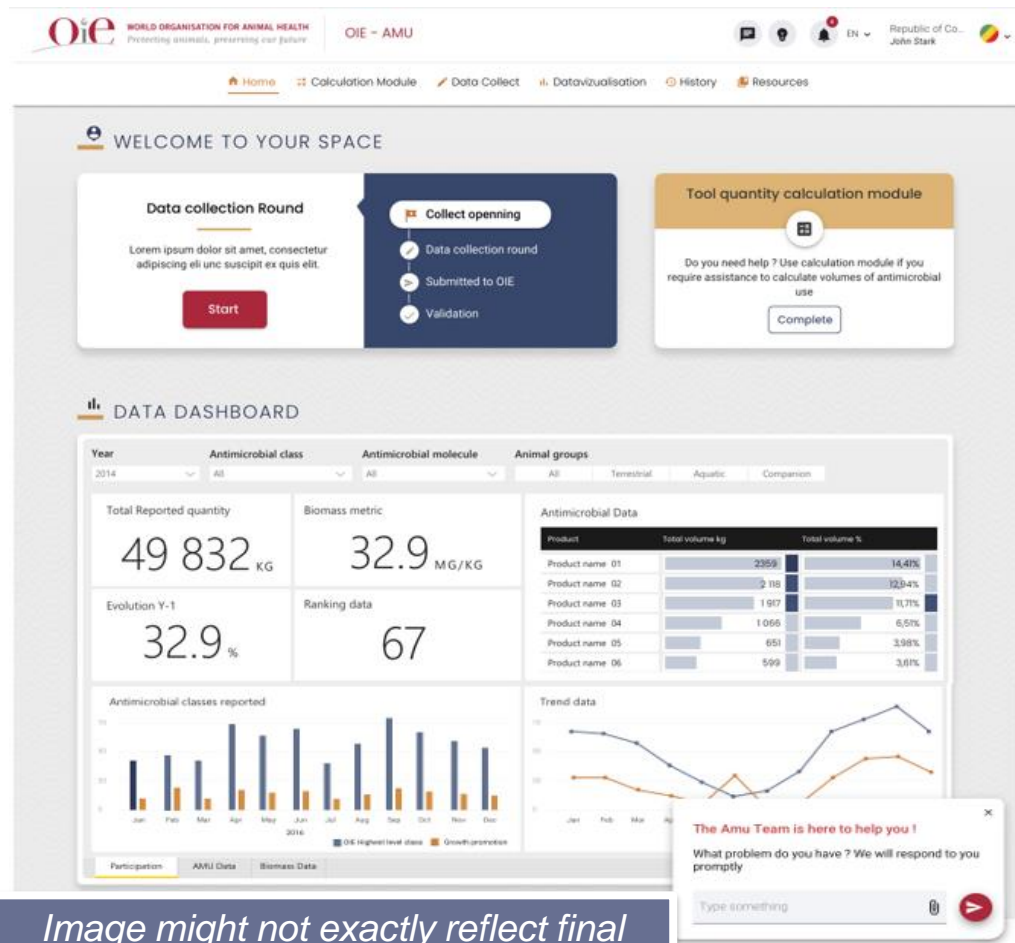 Oie
WORLD ORGANISATION FOR ANIMAL HEALTH
Protecting animals, preserving our future
OIE - AMU
EN
Republic of Co...
John Stark
Home
Calculation Module
Data Collect
Datavizualisation
History
Resources
WELCOME TO YOUR SPACE
Data collection Round
Lorem ipsum dolor sit amet, consectetur
adipiscing eli unc suscipit ex quis elit.
Start
Collect openning
Data collection round
Submitted to OIE
Validation
Tool quantity calculation module
Do you need help ? Use calculation module if you
require assistance to calculate volumes of antimicrobial
use
Complete
DATA DASHBOARD
Year
Antimicrobial class
Antimicrobial molecule
Animal groups
2014
All
All
All
Terrestrial
Aquatic
Companion
Total Reported quantity
49 832 KG
Biomass metric
32.9 MG/KG
Evolution Y-1
32.9 %
Ranking data
67
Antimicrobial Data
Product Total volume kg Total volume %
Product name 01 2359 14,41%
Product name 02 2 118 12,94%
Product name 03 1 917 11,71%
Product name 04 1 066 6,51%
Product name 05 651 3,98%
Product name 06 599 3,61%
Antimicrobial classes reported
Jan Feb Mar Apr May Jun Jul Aug Sep Oct Nov Dec
2016
OIE Highest level class Growth promotion
Trend data
Jan Feb Mar
Participation
AMU Data
Biomass Data
The Amu Team is here to help you !
What problem do you have ? We will respond to you
promptly
Type something
Image might not exactly reflect final